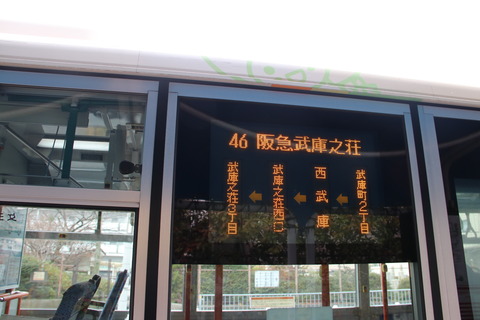 46 阪急武庫之荘
武庫町2丁目
←
西武庫
←
武庫之荘西口
←
武庫之荘3丁目